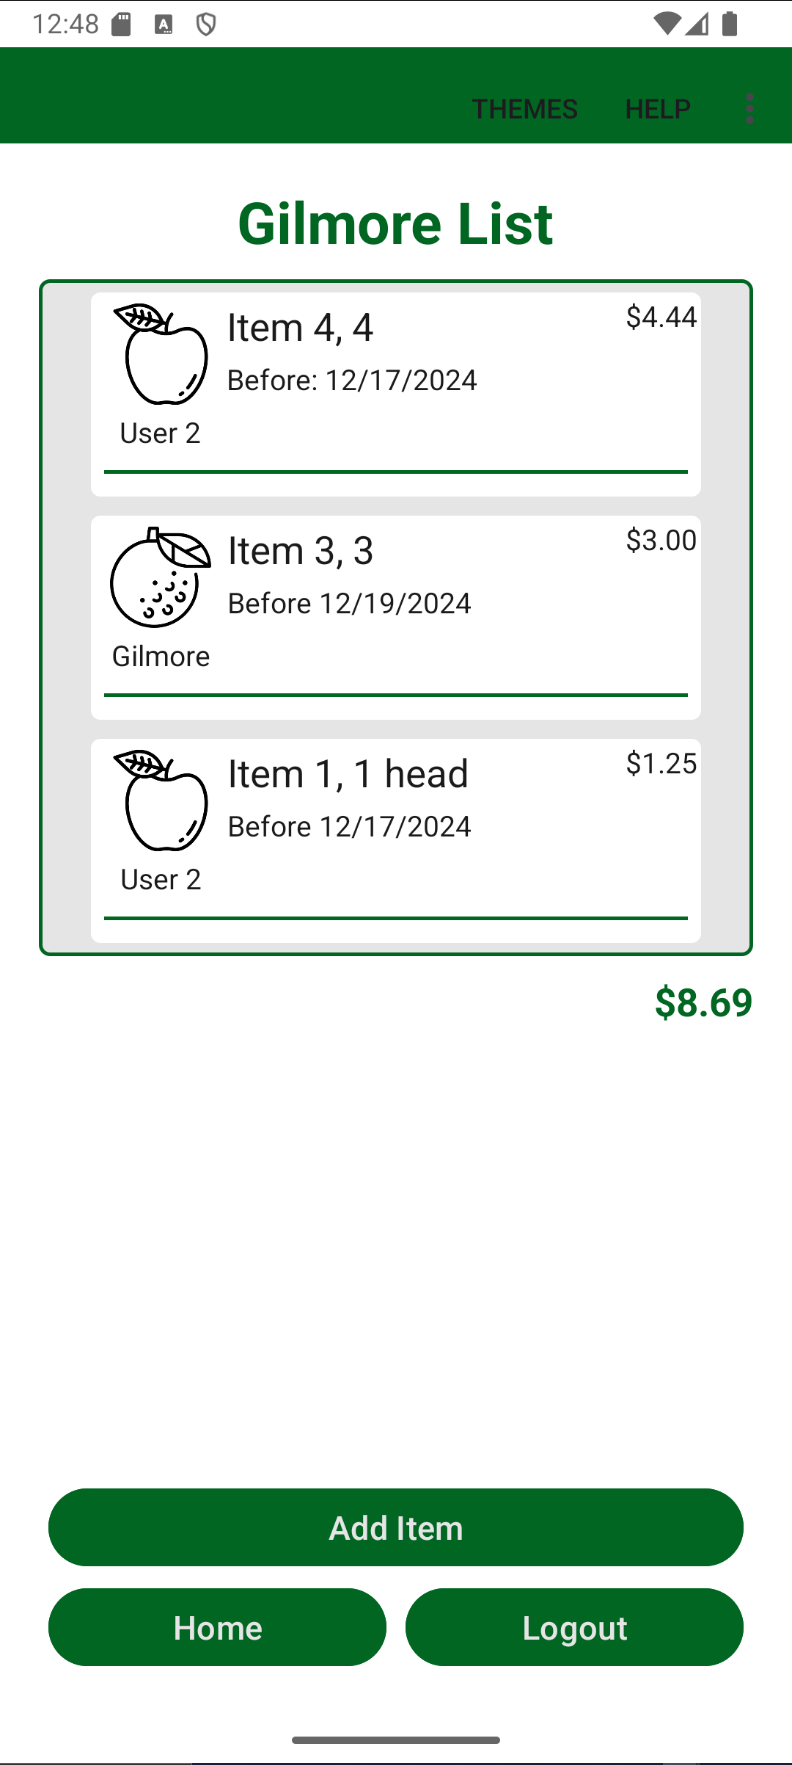 12:48
THEMES HELP
Gilmore List
Item 4, 4 $4.44
Before: 12/17/2024
User 2
Item 3, 3 $3.00
Before 12/19/2024
Gilmore
Item 1, 1 head $1.25
Before 12/17/2024
User 2
$8.69
Add Item
Home Logout